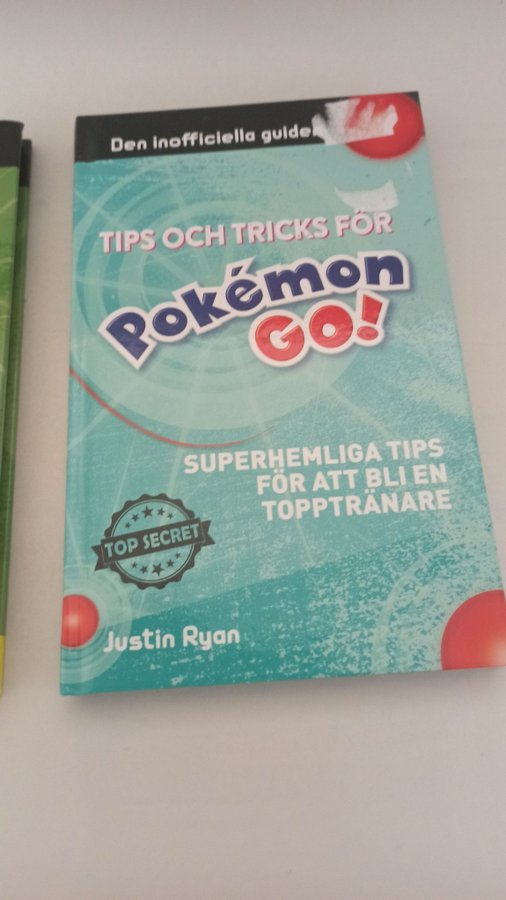 Den inofficiella guiden
TIPS OCH TRICKS FÖR
Pokémon
GO!
SUPERHEMLIGA TIPS
FÖR ATT BLI EN
TOPPTRÄNARE
TOP SECRET
Justin Ryan